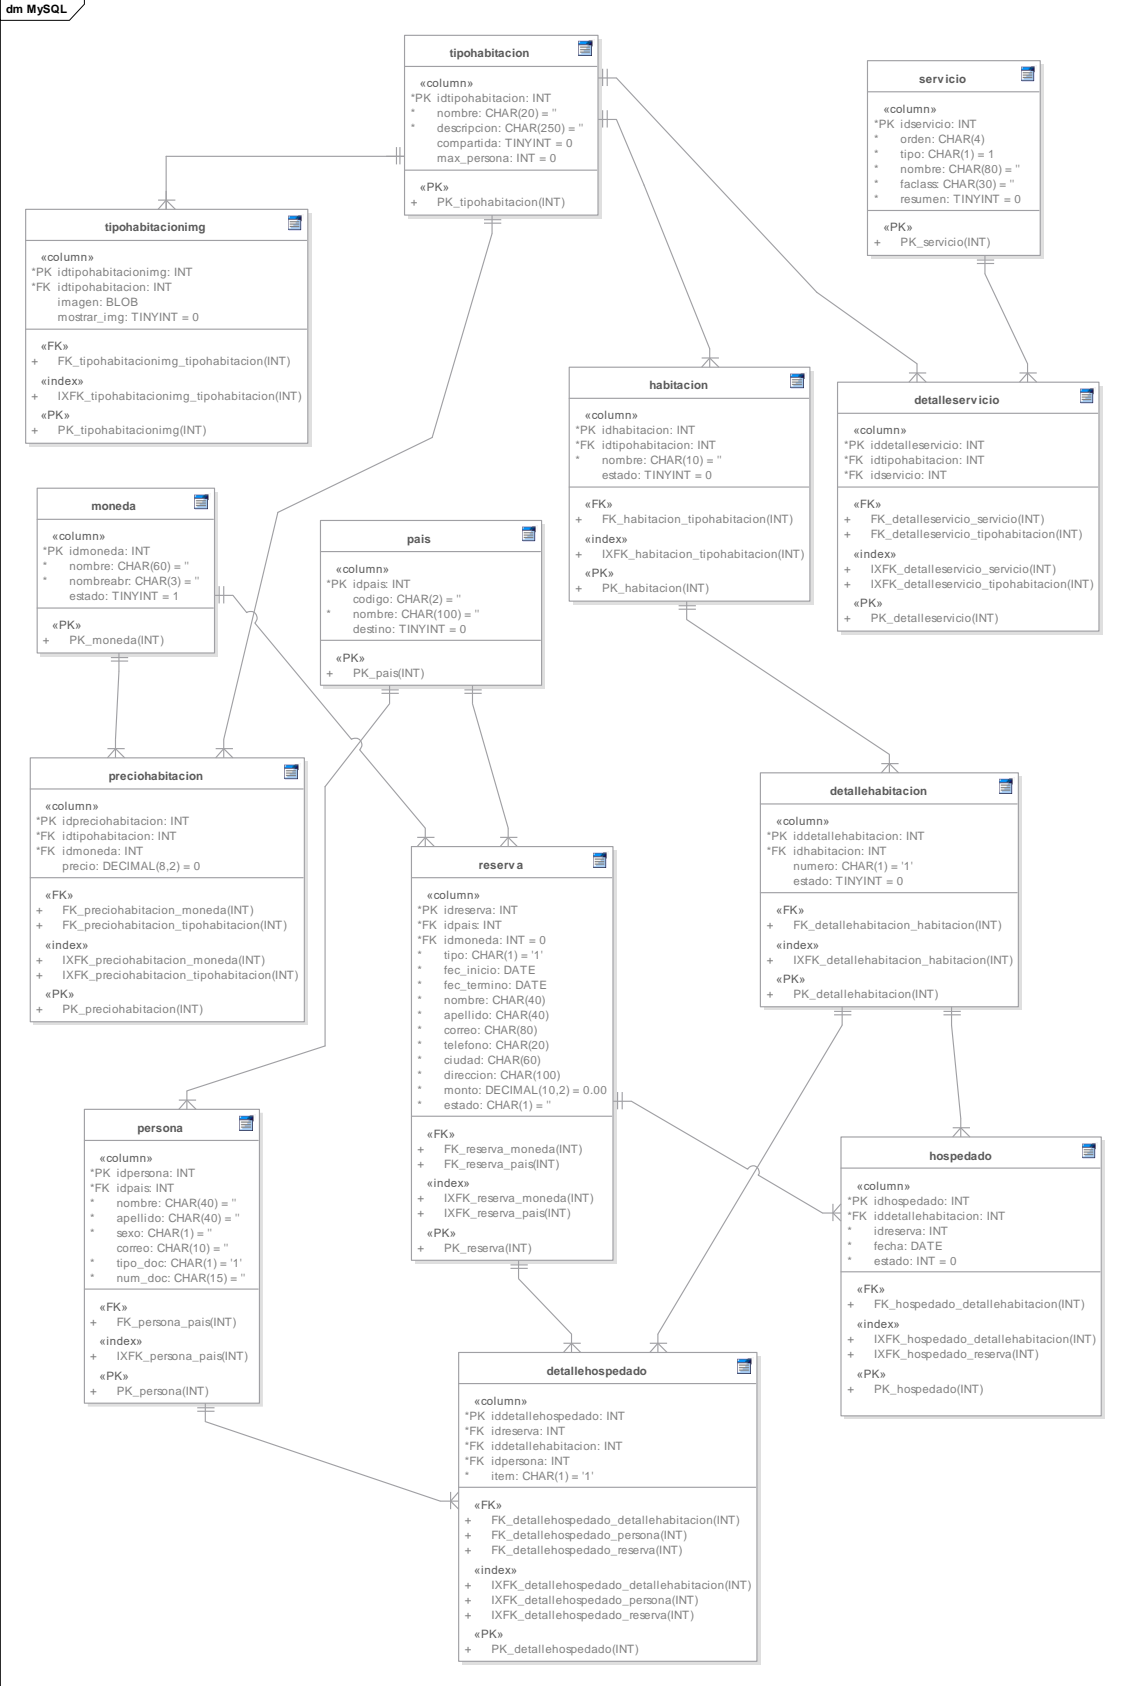 dm MySQL
tipohabitacion
«column»
*PK idtipohabitacion: INT
* nombre: CHAR(20) = ''
* descripcion: CHAR(250) = ''
compartida: TINYINT = 0
max_persona: INT = 0
«PK»
+ PK_tipohabitacion(INT)
servicio
«column»
*PK idservicio: INT
* orden: CHAR(4)
* tipo: CHAR(1) = 1
* nombre: CHAR(80) = ''
* faclass: CHAR(30) = ''
* resumen: TINYINT = 0
«PK»
+ PK_servicio(INT)
tipohabitacionimg
«column»
*PK idtipohabitacionimg: INT
*FK idtipohabitacion: INT
imagen: BLOB
mostrar_img: TINYINT = 0
«FK»
+ FK_tipohabitacionimg_tipohabitacion(INT)
«index»
+ IXFK_tipohabitacionimg_tipohabitacion(INT)
«PK»
+ PK_tipohabitacionimg(INT)
habitacion
«column»
*PK idhabitacion: INT
*FK idtipohabitacion: INT
* nombre: CHAR(10) = ''
estado: TINYINT = 0
«FK»
+ FK_habitacion_tipohabitacion(INT)
«index»
+ IXFK_habitacion_tipohabitacion(INT)
«PK»
+ PK_habitacion(INT)
detalleservicio
«column»
*PK iddetalleservicio: INT
*FK idtipohabitacion: INT
*FK idservicio: INT
«FK»
+ FK_detalleservicio_servicio(INT)
+ FK_detalleservicio_tipohabitacion(INT)
«index»
+ IXFK_detalleservicio_servicio(INT)
+ IXFK_detalleservicio_tipohabitacion(INT)
«PK»
+ PK_detalleservicio(INT)
moneda
«column»
*PK idmoneda: INT
* nombre: CHAR(60) = ''
* nombreabr: CHAR(3) = ''
estado: TINYINT = 1
«PK»
+ PK_moneda(INT)
pais
«column»
*PK idpais: INT
codigo: CHAR(2) = ''
* nombre: CHAR(100) = ''
destino: TINYINT = 0
«PK»
+ PK_pais(INT)
preciohabitacion
«column»
*PK idpreciohabitacion: INT
*FK idtipohabitacion: INT
*FK idmoneda: INT
precio: DECIMAL(8,2) = 0
«FK»
+ FK_preciohabitacion_moneda(INT)
+ FK_preciohabitacion_tipohabitacion(INT)
«index»
+ IXFK_preciohabitacion_moneda(INT)
+ IXFK_preciohabitacion_tipohabitacion(INT)
«PK»
+ PK_preciohabitacion(INT)
detallehabitacion
«column»
*PK iddetallehabitacion: INT
*FK idhabitacion: INT
numero: CHAR(1) = '1'
estado: TINYINT = 0
«FK»
+ FK_detallehabitacion_habitacion(INT)
«index»
+ IXFK_detallehabitacion_habitacion(INT)
«PK»
+ PK_detallehabitacion(INT)
reserva
«column»
*PK idreserva: INT
*FK idpais: INT
*FK idmoneda: INT = 0
* tipo: CHAR(1) = '1'
* fec_inicio: DATE
* fec_termino: DATE
* nombre: CHAR(40)
* apellido: CHAR(40)
* correo: CHAR(80)
* telefono: CHAR(20)
* ciudad: CHAR(60)
* direccion: CHAR(100)
* monto: DECIMAL(10,2) = 0.00
* estado: CHAR(1) = ''
«FK»
+ FK_reserva_moneda(INT)
+ FK_reserva_pais(INT)
«index»
+ IXFK_reserva_moneda(INT)
+ IXFK_reserva_pais(INT)
«PK»
+ PK_reserva(INT)
persona
«column»
*PK idpersona: INT
*FK idpais: INT
* nombre: CHAR(40) = ''
* apellido: CHAR(40) = ''
* sexo: CHAR(1) = ''
correo: CHAR(10) = ''
* tipo_doc: CHAR(1) = '1'
* num_doc: CHAR(15) = ''
«FK»
+ FK_persona_pais(INT)
«index»
+ IXFK_persona_pais(INT)
«PK»
+ PK_persona(INT)
hospedado
«column»
*PK idhospedado: INT
*FK iddetallehabitacion: INT
* idreserva: INT
* fecha: DATE
* estado: INT = 0
«FK»
+ FK_hospedado_detallehabitacion(INT)
«index»
+ IXFK_hospedado_detallehabitacion(INT)
+ IXFK_hospedado_reserva(INT)
«PK»
+ PK_hospedado(INT)
detallehospedado
«column»
*PK iddetallehospedado: INT
*FK idreserva: INT
*FK iddetallehabitacion: INT
*FK idpersona: INT
* item: CHAR(1) = '1'
«FK»
+ FK_detallehospedado_detallehabitacion(INT)
+ FK_detallehospedado_persona(INT)
+ FK_detallehospedado_reserva(INT)
«index»
+ IXFK_detallehospedado_detallehabitacion(INT)
+ IXFK_detallehospedado_persona(INT)
+ IXFK_detallehospedado_reserva(INT)
«PK»
+ PK_detallehospedado(INT)